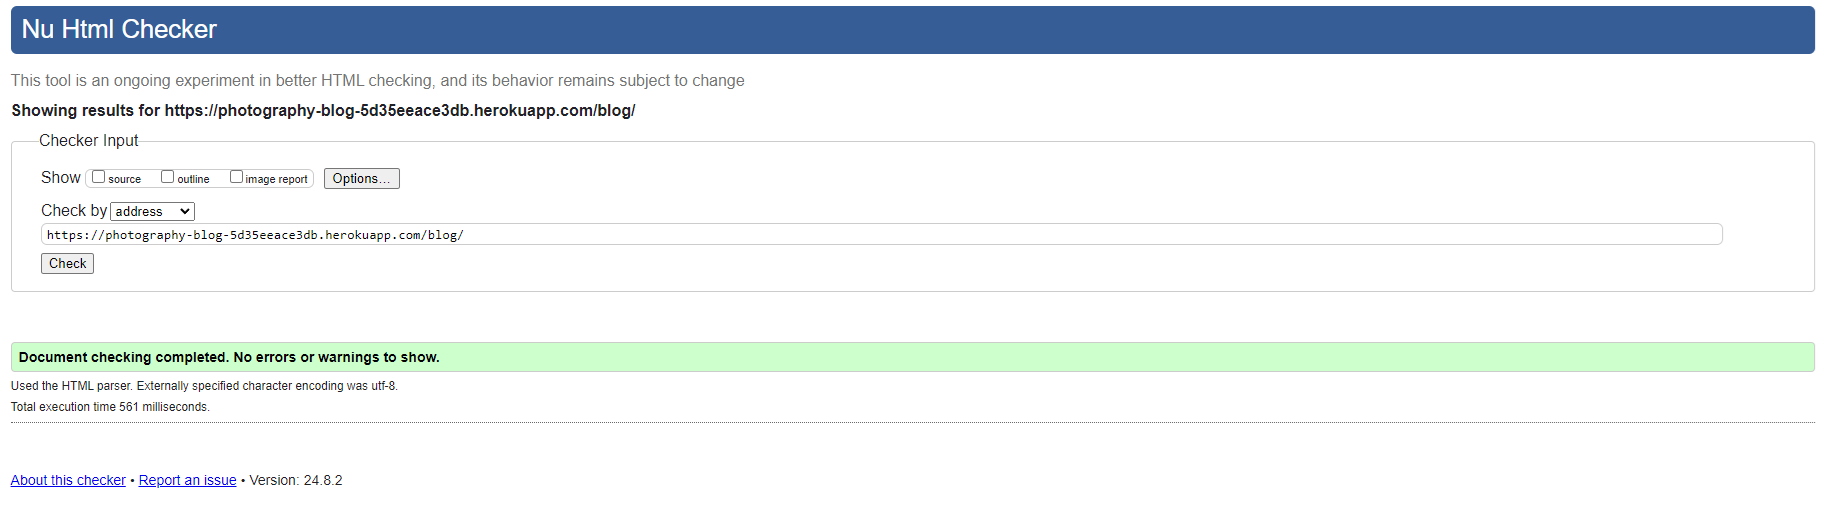 Nu Html Checker
This tool is an ongoing experiment in better HTML checking, and its behavior remains subject to change
Showing results for https://photography-blog-5d35eeace3db.herokuapp.com/blog/
Checker Input
Show source outline image report Options...
Check by address
https://photography-blog-5d35eeace3db.herokuapp.com/blog/
Check
Document checking completed. No errors or warnings to show.
Used the HTML parser. Externally specified character encoding was utf-8.
Total execution time 561 milliseconds.
About this checker • Report an issue • Version: 24.8.2